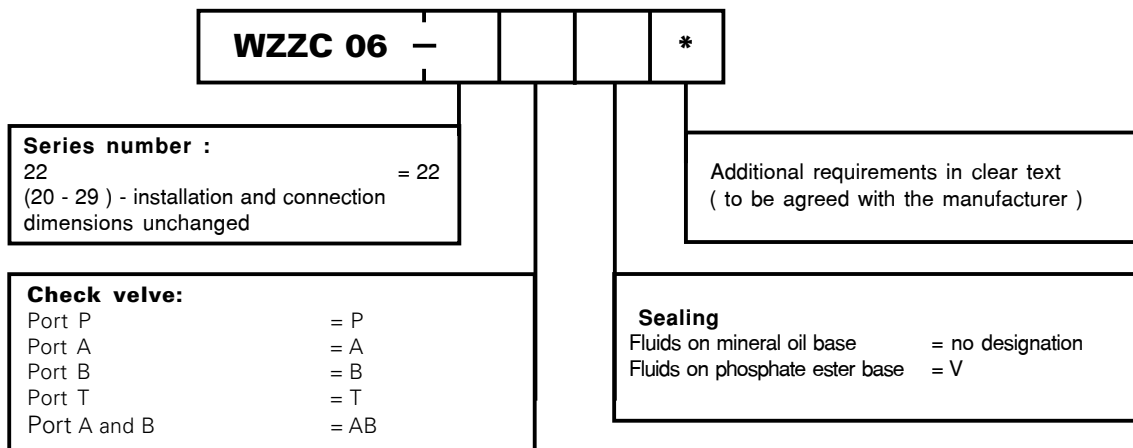 WZZC 06 – *
Series number :
22 = 22
(20 - 29 ) - installation and connection
dimensions unchanged
Additional requirements in clear text
( to be agreed with the manufacturer )
Check velve:
Port P = P
Port A = A
Port B = B
Port T = T
Port A and B = AB
Sealing
Fluids on mineral oil base = no designation
Fluids on phosphate ester base = V